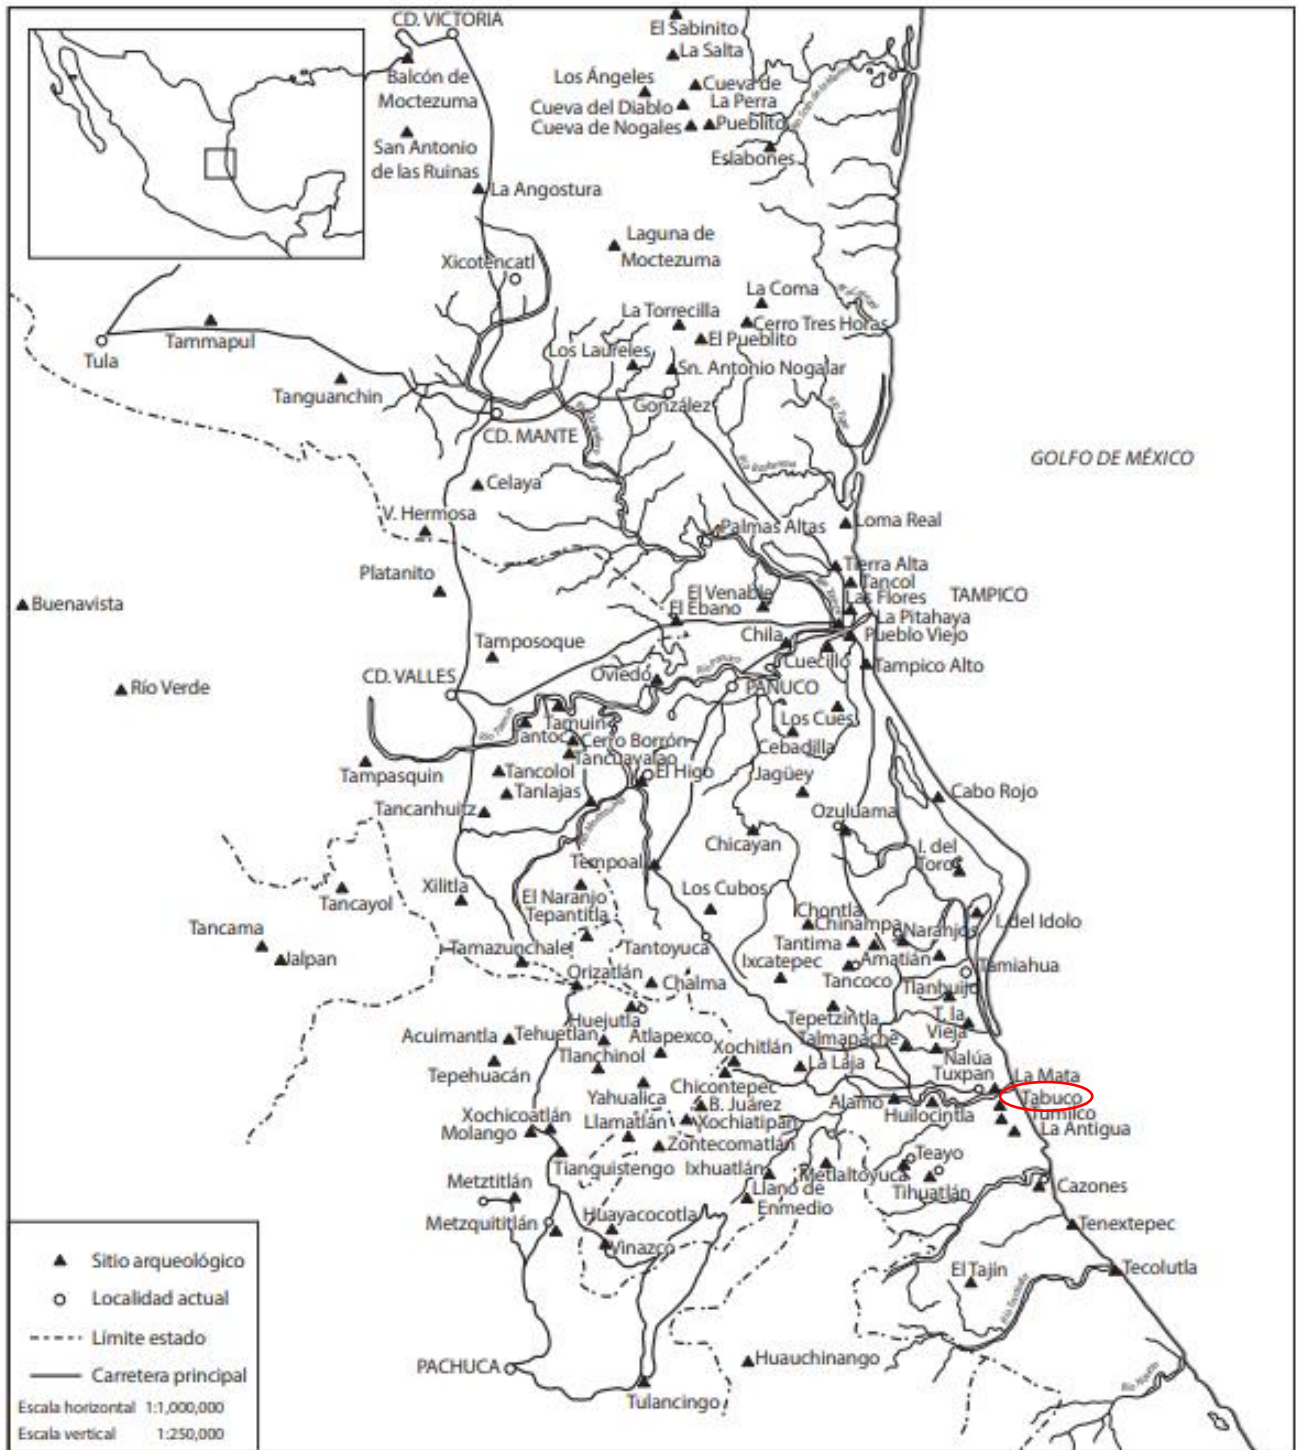 CD. VICTORIA
El Sabinito
La Salta
Balcón de
Moctezuma
Los Ángeles
Cueva de
La Perra
Cueva del Diablo
Cueva de Nogales
Pueblito
San Antonio
de las Ruinas
Eslabones
La Angostura
Laguna de
Moctezuma
Xicoténcatl
La Coma
La Torrecilla
Cerro Tres Horas
El Pueblito
Tammapul
Tula
Los Laureles
Sn. Antonio Nogalar
Tanguanchin
González
CD. MANTE
GOLFO DE MÉXICO
Celaya
V. Hermosa
Palmas Altas
Loma Real
Tierra Alta
Platanito
Tancol
El Venable
Las Flores
TAMPICO
Buenavista
El Ebano
La Pitahaya
Chila
Pueblo Viejo
Tamposoque
Cuecillo
Tampico Alto
CD. VALLES
Oviedo
Río Pánuco
PANUCO
Río Verde
Los Cues
Tamuin
Tantoc
Cerro Borrón
Cebadilla
Tancuayalao
Tampasquin
Tancolol
El Higo
Jagüey
Tanlajas
Cabo Rojo
Tancanhuitz
Ozuluama
Chicayan
I. del
Toro
Tempoal
Xilitla
El Naranjo
Los Cubos
Tancayol
Tepantitla
Chontla
Chinampa
I. del Idolo
Naranjos
Tancama
Tamazunchale
Tantoyuca
Tantima
Jalpan
Ixcatepec
Amatián
Tamiahua
Orizatlán
Chalma
Tancoco
Tlanhuijo
Huejutla
Tepetzintla
T. la
Vieja
Acuimantla
Tehuetlan
Atlapexco
Talmapache
Xochitlán
Tlanchinol
La Laja
Nalúa
Tepehuacán
Tuxpan
La Mata
Yahualica
Chicontepec
B. Juárez
Alamo
Tabuco
Xochicoatlán
Llamatlán
Xochiatipan
Huilocintla
Tumilco
Molango
Zontecomatlán
La Antigua
Tianguistengo
Ixhuatlán
Metlaltoyuca
Teayo
Metztitlán
Llano de
Enmedio
Tihuatlán
Cazones
Metzquititlán
Huayacocotla
Tenextepec
Vinazco
El Tajín
Tecolutla
Sitio arqueológico
Localidad actual
Límite estado
Carretera principal
Escala horizontal 1:1,000,000
Escala vertical 1:250,000
PACHUCA
Huauchinango
Tulancingo